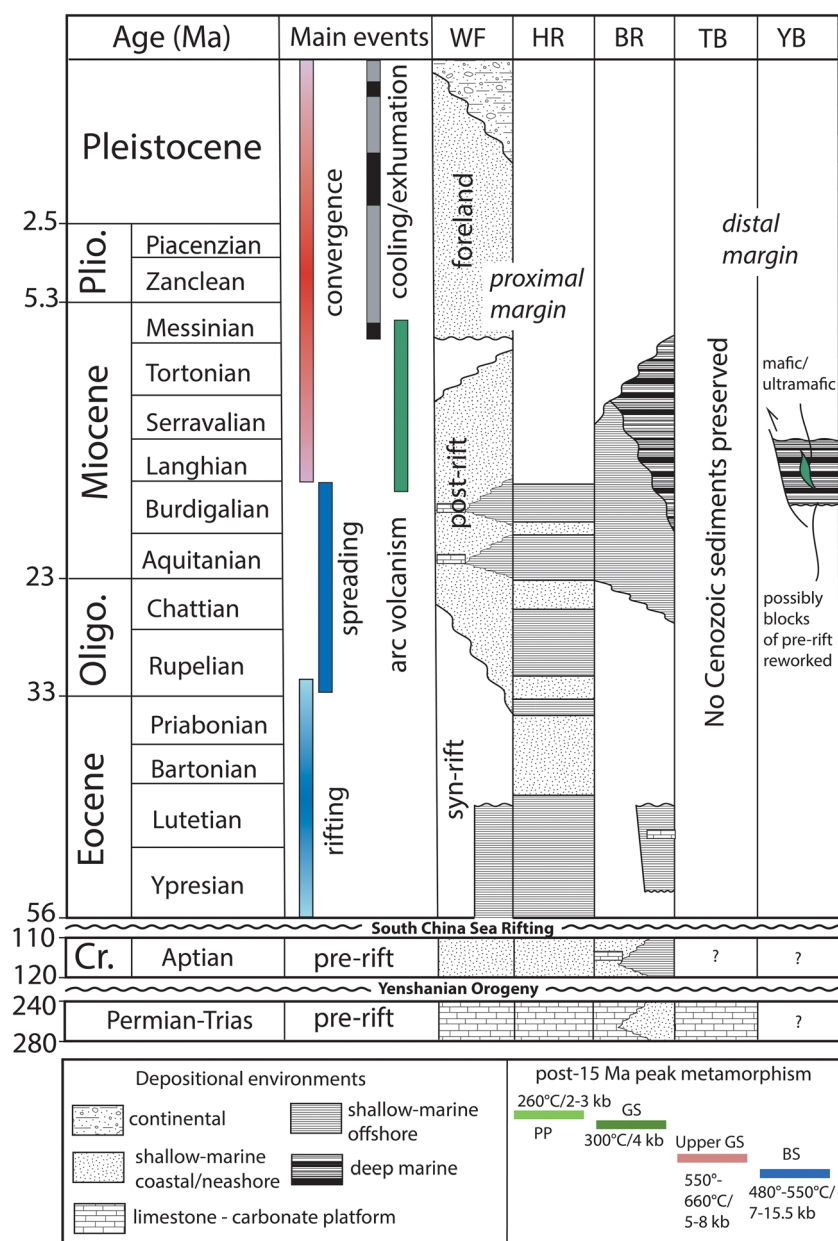 Age (Ma) Main events WF HR BR TB YB
Pleistocene
2.5
Plio.
Piacenzian
Zanclean
5.3
Miocene
Messinian
Tortonian
Serravalian
Langhian
Burdigalian
Aquitanian
23
Oligo.
Chattian
Rupelian
33
Eocene
Priabonian
Bartonian
Lutetian
Ypresian
56
convergence
cooling/exhumation
spreading
arc volcanism
rifting
foreland
post-rift
syn-rift
proximal
margin
distal
margin
No Cenozoic sediments preserved
mafic/
ultramafic
possibly
blocks
of pre-rift
reworked
South China Sea Rifting
110
Cr. Aptian pre-rift ? ?
120
Yenshanian Orogeny
240
Permian-Trias pre-rift ?
280
Depositional environments
continental
shallow-marine
coastal/neashore
limestone - carbonate platform
shallow-marine
offshore
deep marine
post-15 Ma peak metamorphism
260°C/2-3 kb
PP
GS
300°C/4 kb
Upper GS
550°-
660°C/
5-8 kb
BS
480°-550°C/
7-15.5 kb